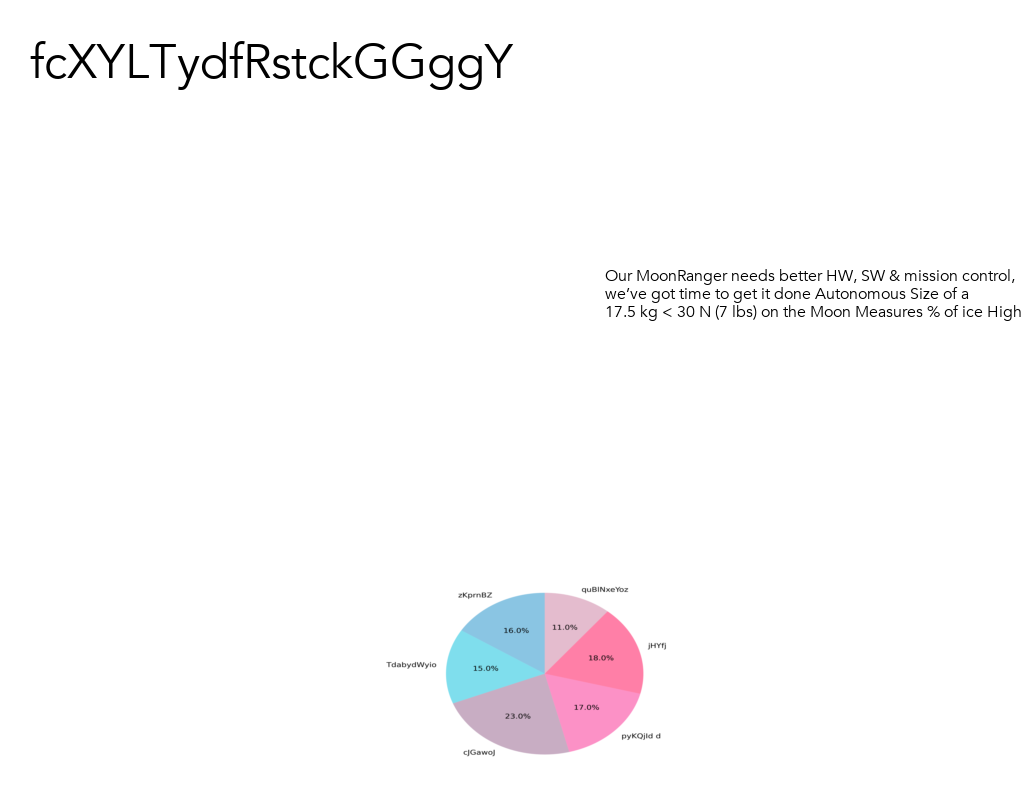 fcXYLTydfRstckGGggY
Our MoonRanger needs better HW, SW & mission control,
we’ve got time to get it done Autonomous Size of a
17.5 kg < 30 N (7 lbs) on the Moon Measures % of ice High
zKprnBZ
quBlNxeYoz
16.0%
11.0%
jHYfj
18.0%
TdabydWyio
15.0%
17.0%
23.0%
pyKQjld d
cJGawoJ